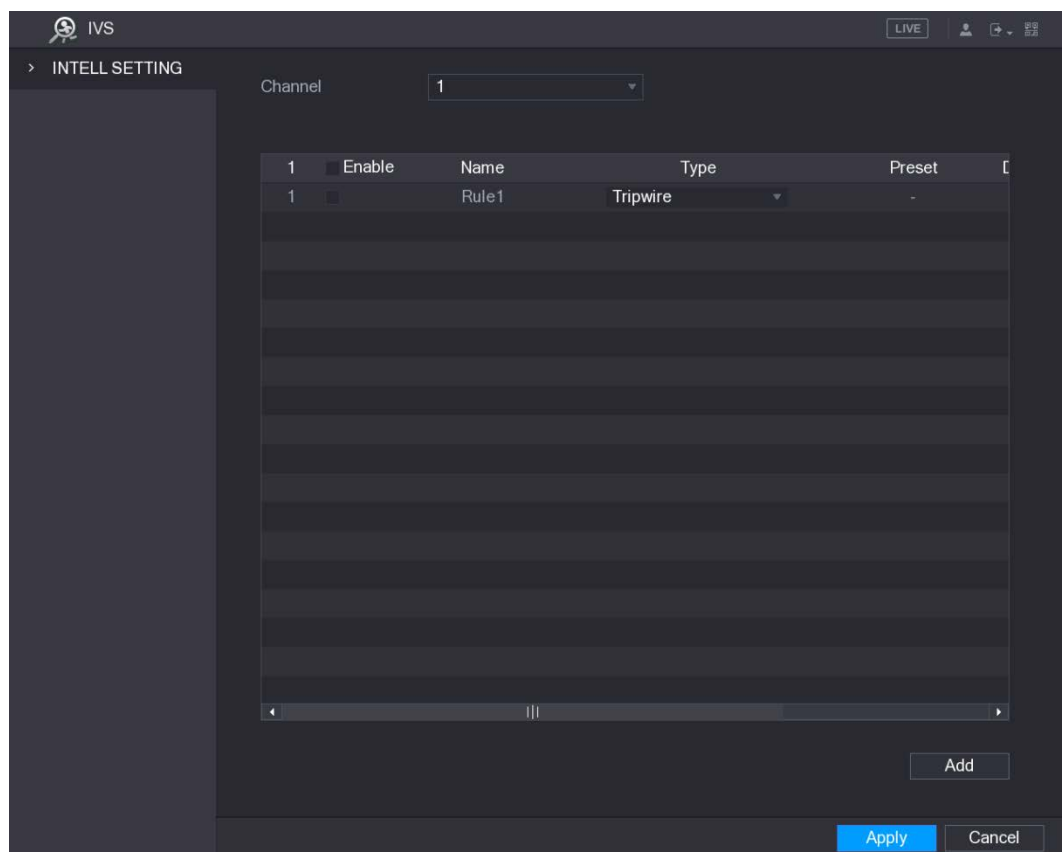 IVS LIVE
INTELL SETTING
Channel 1
1 Enable Name Type Preset
1 Rule1 Tripwire -
Add
Apply Cancel